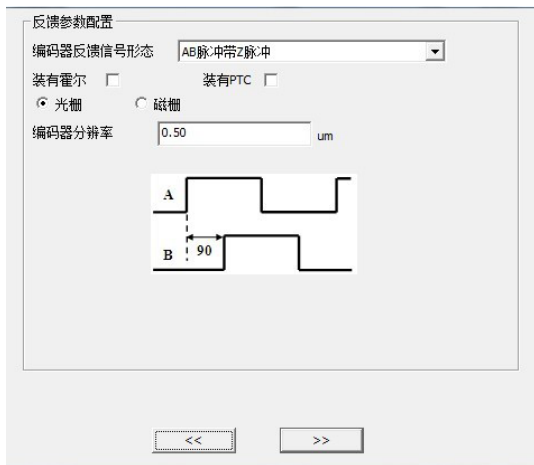 反馈参数配置
编码器反馈信号形态 AB脉冲带Z脉冲
装有霍尔 装有PTC
光栅 磁栅
编码器分辨率 0.50 um
A
B 90
<< >>